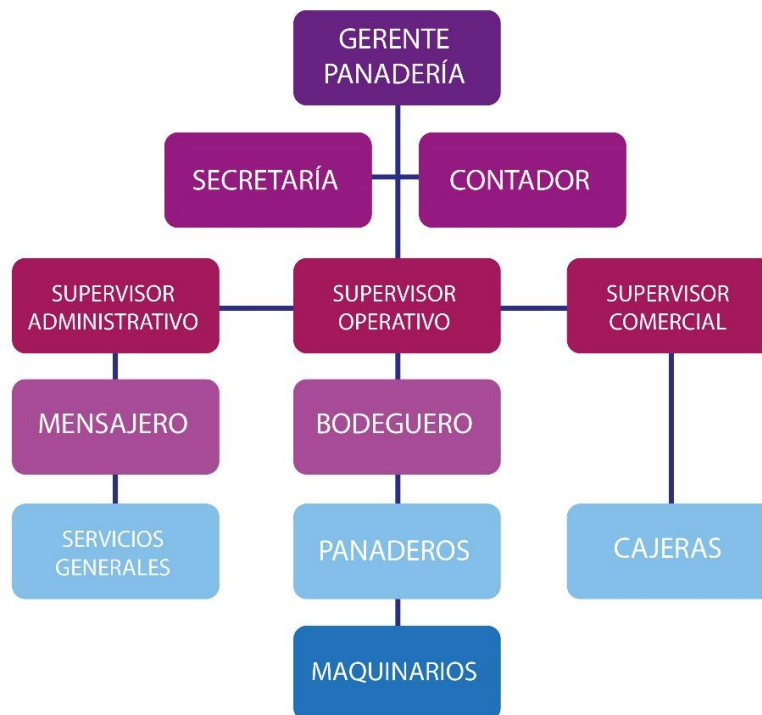 GERENTE
PANADERÍA
SECRETARÍA
CONTADOR
SUPERVISOR
ADMINISTRATIVO
SUPERVISOR
OPERATIVO
SUPERVISOR
COMERCIAL
MENSAJERO
BODEGUERO
SERVICIOS
GENERALES
PANADEROS
CAJERAS
MAQUINARIOS